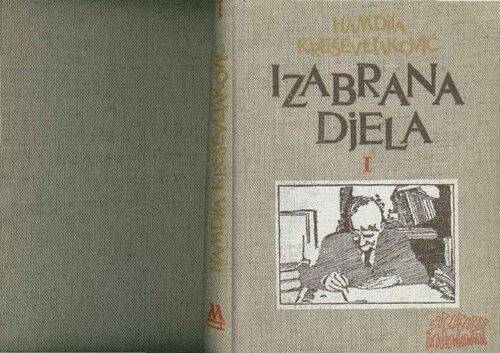 I
HAMDIJA KREŠEVLJAKOVIĆ
HAMDIJA
KREŠEVLJAKOVIĆ
IZABRANA
DjELA
I